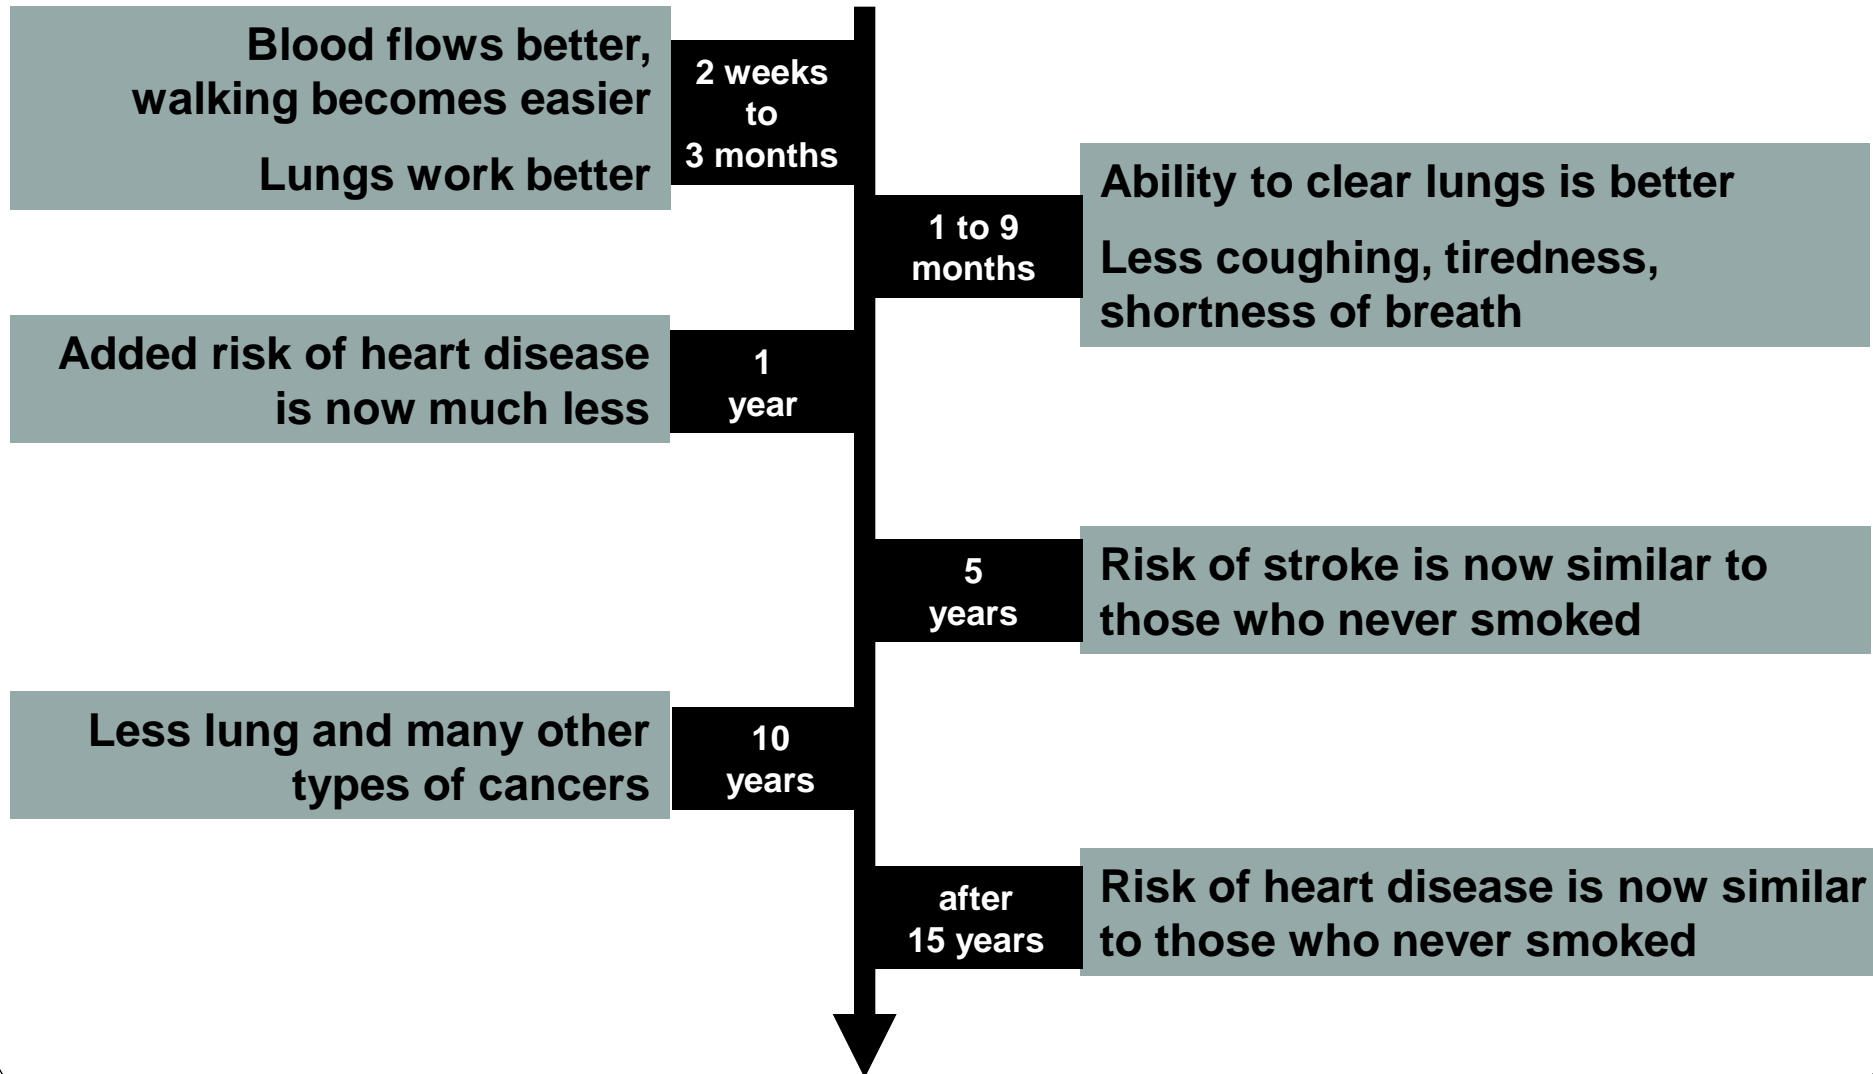 Blood flows better,
walking becomes easier
Lungs work better
2 weeks
to
3 months
Ability to clear lungs is better
Less coughing, tiredness,
shortness of breath
1 to 9
months
Added risk of heart disease
is now much less
1
year
5
years
Risk of stroke is now similar to
those who never smoked
Less lung and many other
types of cancers
10
years
after
15 years
Risk of heart disease is now similar
to those who never smoked